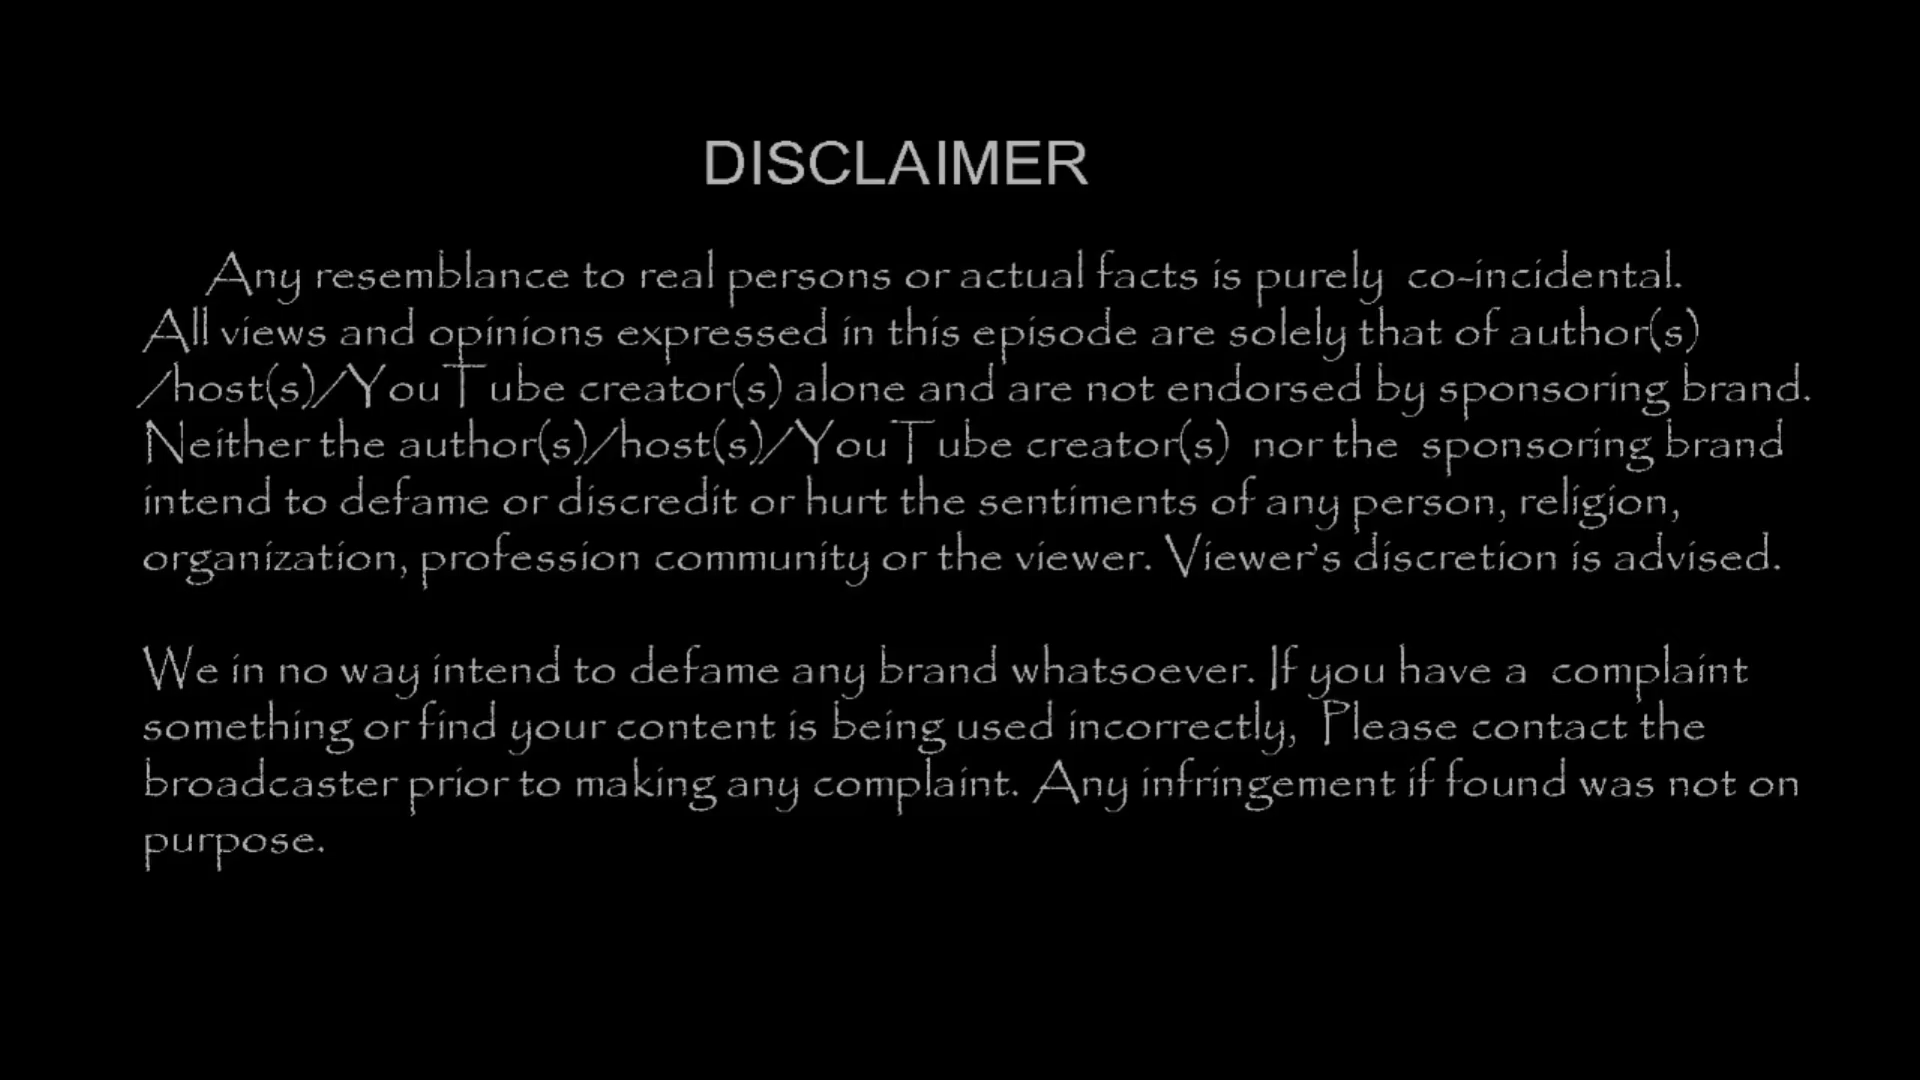 DISCLAIMER
Any resemblance to real persons or actual facts is purely co-incidental.
All views and opinions expressed in this episode are solely that of author(s)
/host(s)/YouTube creator(s) alone and are not endorsed by sponsoring brand.
Neither the author(s)/host(s)/YouTube creator(s) nor the sponsoring brand
intend to defame or discredit or hurt the sentiments of any person, religion,
organization, profession community or the viewer. Viewer's discretion is advised.
We in no way intend to defame any brand whatsoever. If you have a complaint
something or find your content is being used incorrectly, Please contact the
broadcaster prior to making any complaint. Any infringement if found was not on
purpose.